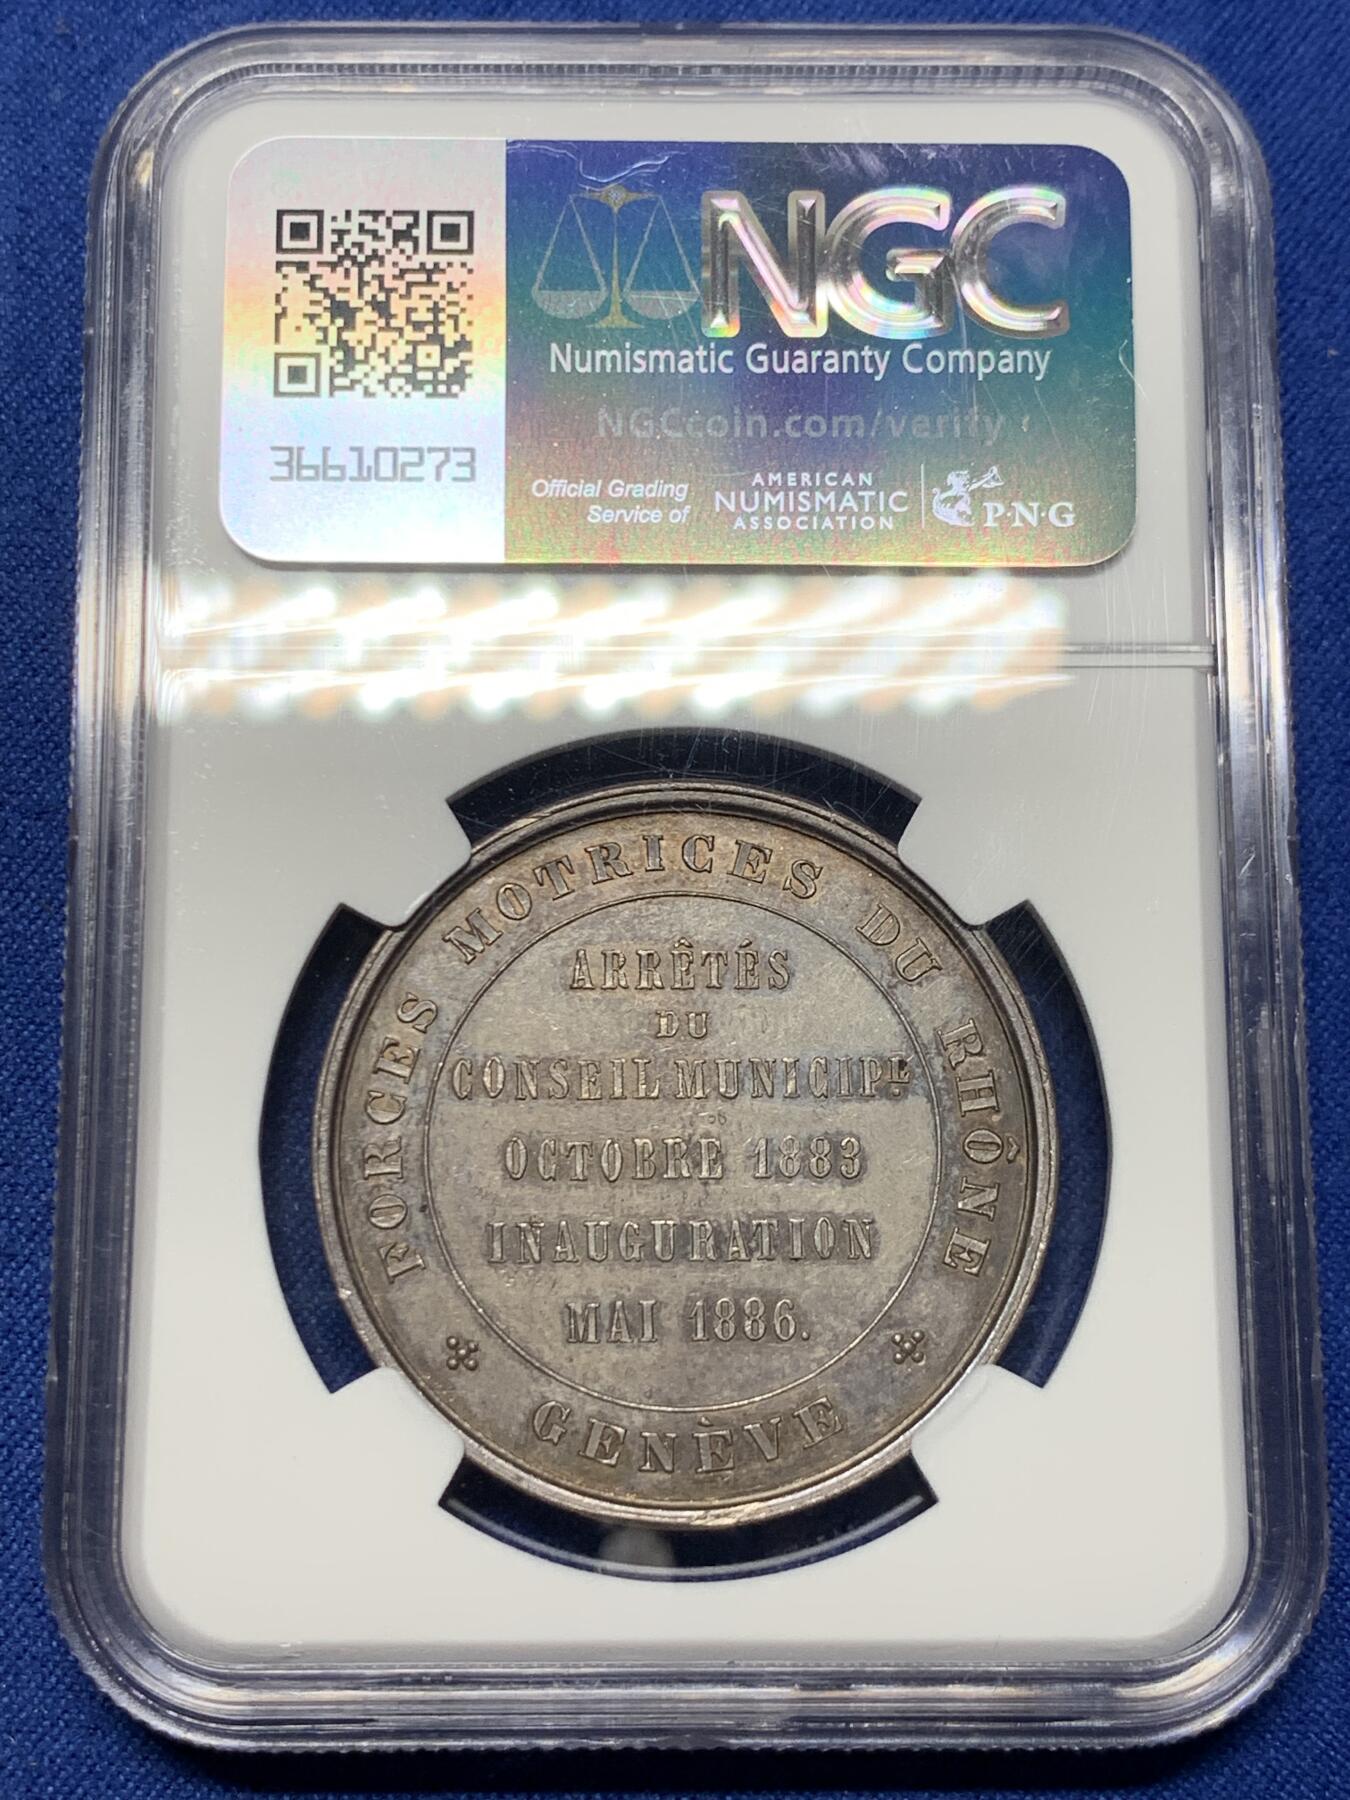 NGC
Numismatic Guaranty Company
NGCcoin.com/verify
36610273
Official Grading
Service of
AMERICAN
NUMISMATIC
ASSOCIATION
P·N·G
FORCES MOTRICES DU RHÔNE
ARRÊTÉS
DU
CONSEIL MUNICIPL.
OCTOBRE 1883
INAUGURATION
MAI 1886.
GENÈVE